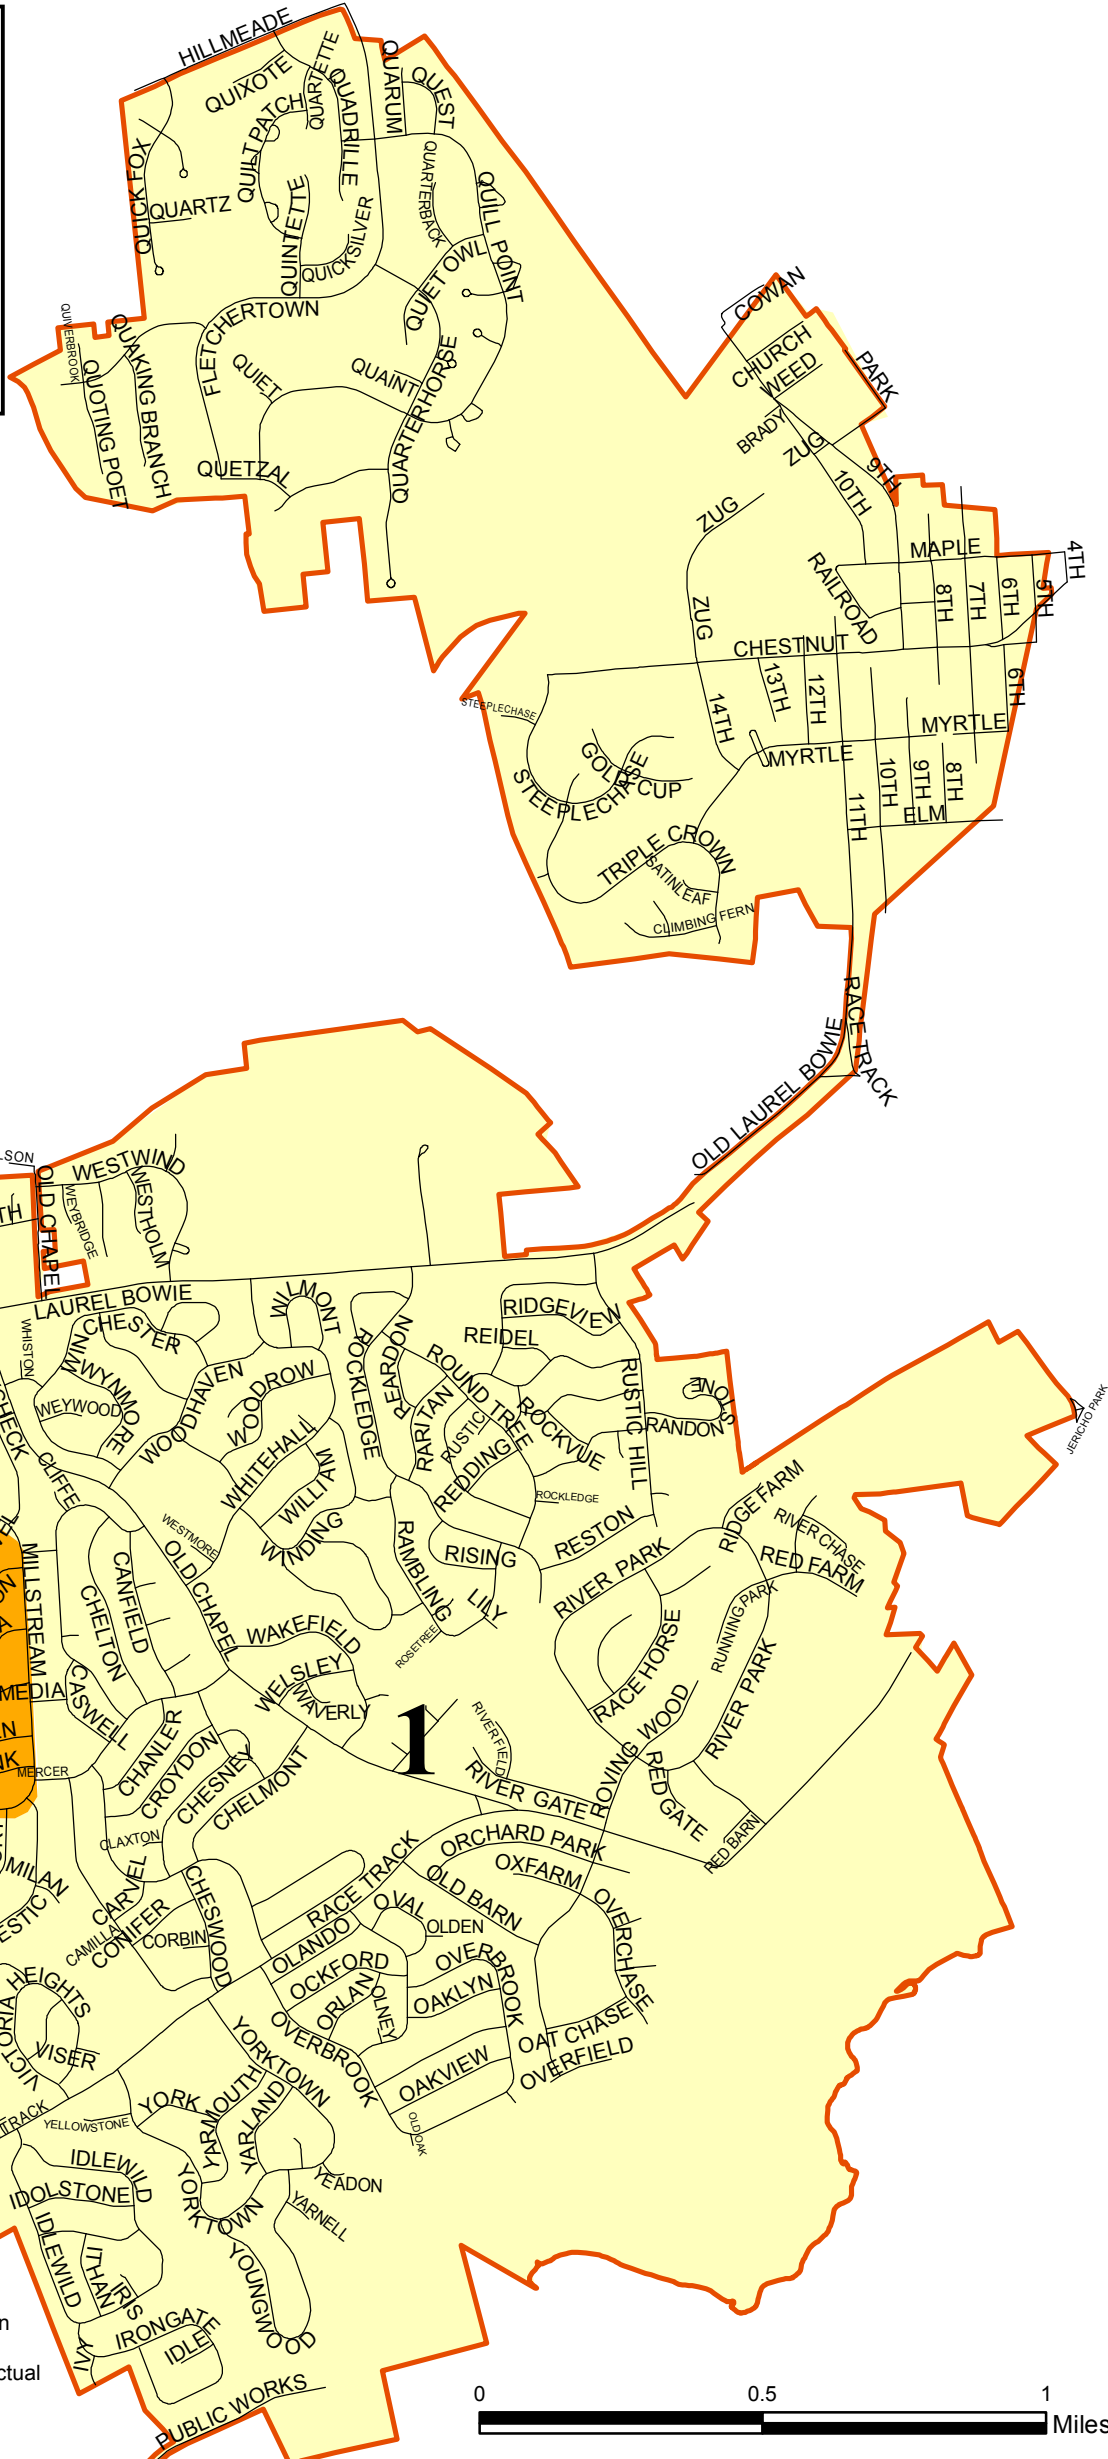 HILLMEADE
QUIXOTE
QUARTETTE
QUARUM
QUEST
QUILT PATCH
QUADRILLE
QUICK FOX
QUARTZ
QUARTERBACK
QUILL POINT
QUINTETTE
QUICKSILVER
QUIET OWL
FLETCHERTOWN
QUIVERBROOK
QUAKING BRANCH
QUOTING POET
QUIET
QUAINT
QUARTERHORSE
QUETZAL
COWAN
CHURCH
WEED
PARK
BRADY
ZUG
9TH
10TH
ZUG
MAPLE
4TH
RAILROAD
8TH
7TH
6TH
5TH
ZUG
CHESTNUT
13TH
12TH
6TH
STEEPLECHASE
14TH
MYRTLE
MYRTLE
GOLD CUP
STEEPLECHASE
10TH
9TH
8TH
11TH
ELM
TRIPLE CROWN
SATINLEAF
CLIMBING FERN
RACE TRACK
OLD LAUREL BOWIE
LSON
OLD CHAPEL
WESTWIND
WEYBRIDGE
WESTHOLM
TH
LAUREL BOWIE
WHISTON
CHESTER
WILMONT
RIDGEVIEW
REIDEL
WYNMORE
WEYWOOD
WOODHAVEN
WOODROW
ROCKLEDGE
REARDON
ROUND TREE
RARITAN
RUSTIC
ROCKVUE
RUSTIC HILL
STONE
RANDON
JERICHO PARK
HECK
CLIFFE
WHITEHALL
WILLIAM
REDDING
ROCKLEDGE
WESTMORE
WINDING
RAMBLING
RISING
RESTON
RIDGE FARM
RIVER CHASE
RED FARM
MILLSTREAM
CANFIELD
CHELTON
OLD CHAPEL
WAKEFIELD
LILY
ROSETREE
RIVER PARK
RUNNING PARK
RACE HORSE
RIVER PARK
MEDIA
CASWELL
WELSLEY
WAVERLY
1
RIVERFIELD
ROVING WOOD
NK
MERCER
CHANLER
CROYDON
CHESNEY
CHELMONT
RIVER GATE
RED GATE
RED BARN
CLAXTON
MILAN
ESTIC
CARVEL
CAMILLA
CONIFER
CORBIN
CHESWOOD
RACE TRACK
ORCHARD PARK
OXFARM
OLD BARN
OVAL
OLDEN
OLANDO
OCKFORD
ORLAN
OLNEY
OVERBROOK
OAKLYN
OVERCHASE
OAT CHASE
OVERFIELD
VICTORIA HEIGHTS
VISER
OVERBROOK
OAKVIEW
OLD OAK
YORKTOWN
TRACK
YELLOWSTONE
YORK
YARMOUTH
YARLAND
YEADON
YARNELL
YORKTOWN
IDLEWILD
IDOLSTONE
IDLEWILD
ITHAN
IRIS
YOUNGWOOD
n
IRONGATE
IDLE
IVY
ctual
PUBLIC WORKS
0 0.5 1
Miles